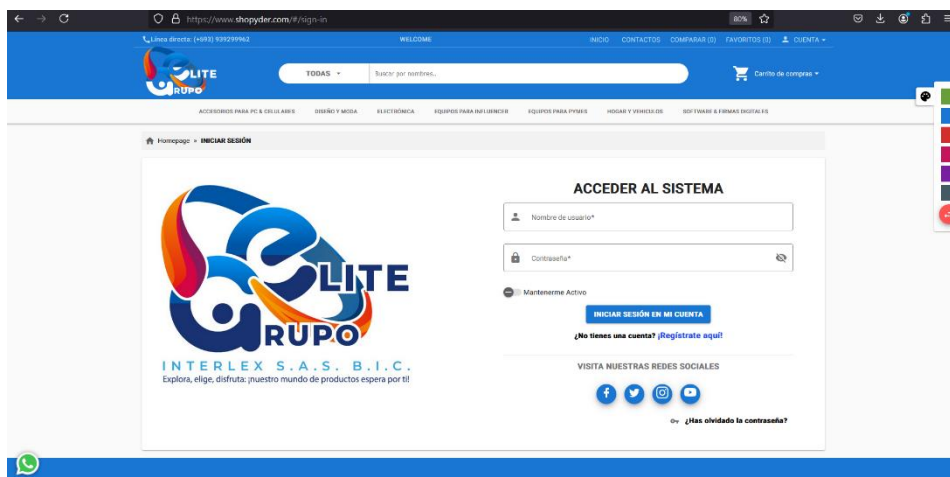 https://www.shopyder.com/#/sign-in
80%
Línea directa: (+593) 939299962
WELCOME
INICIO
CONTACTOS
COMPARAR (0)
FAVORITOS (0)
CUENTA
ELITE
GRUPO
TODAS
Buscar por nombres..
Carrito de compras
ACCESORIOS PARA PC & CELULARES
DISEÑO Y MODA
ELECTRÓNICA
EQUIPOS PARA INFLUENCER
EQUIPOS PARA PYMES
HOGAR Y VEHICULOS
SOFTWARE & FIRMAS DIGITALES
Homepage » INICIAR SESIÓN
ACCEDER AL SISTEMA
Nombre de usuario*
Contraseña*
Mantenerme Activo
INICIAR SESIÓN EN MI CUENTA
¿No tienes una cuenta? ¡Regístrate aquí!
VISITA NUESTRAS REDES SOCIALES
¿Has olvidado la contraseña?
eLITE
GRUPO
INTERLEX S.A.S. B.I.C.
Explora, elige, disfruta: ¡nuestro mundo de productos espera por ti!